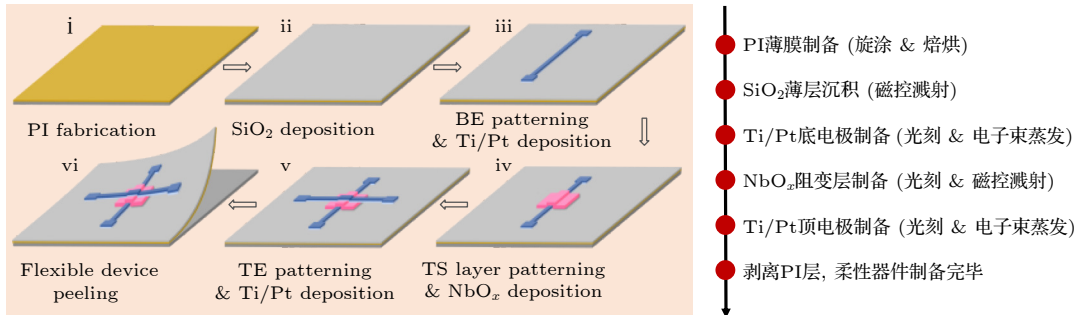 i
PI fabrication
ii
SiO₂ deposition
iii
BE patterning
& Ti/Pt deposition
iv
TS layer patterning
& NbOₓ deposition
v
TE patterning
& Ti/Pt deposition
vi
Flexible device
peeling
PI薄膜制备 (旋涂 & 焙烘)
SiO₂薄层沉积 (磁控溅射)
Ti/Pt底电极制备 (光刻 & 电子束蒸发)
NbOₓ阻变层制备 (光刻 & 磁控溅射)
Ti/Pt顶电极制备 (光刻 & 电子束蒸发)
剥离PI层, 柔性器件制备完毕